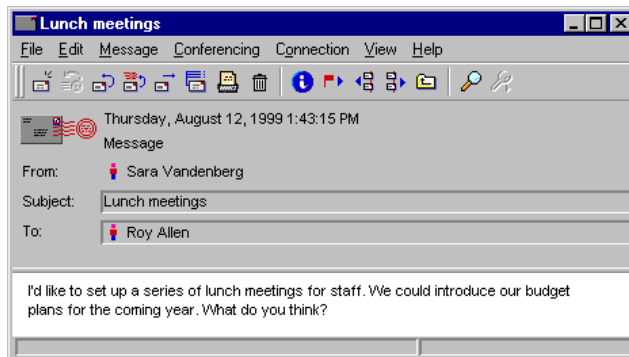 Lunch meetings
File Edit Message Conferencing Connection View Help
Thursday, August 12, 1999 1:43:15 PM
Message
From: Sara Vandenberg
Subject: Lunch meetings
To: Roy Allen
I'd like to set up a series of lunch meetings for staff. We could introduce our budget
plans for the coming year. What do you think?